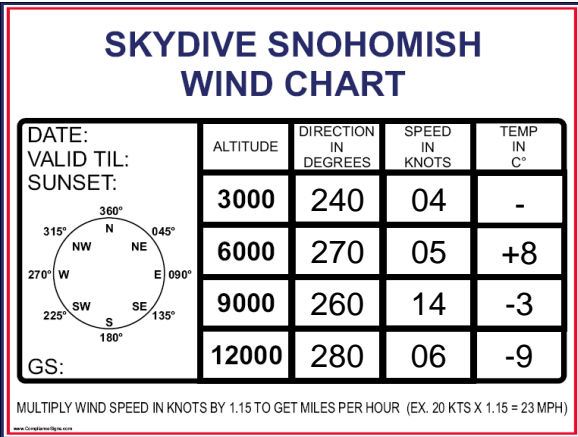 SKYDIVE SNOHOMISH
WIND CHART
DATE:
VALID TIL:
SUNSET:
360°
315° N 045°
NW NE
270° W E 090°
SW SE
225° S 135°
180°
GS:
ALTITUDE DIRECTION IN DEGREES SPEED IN KNOTS TEMP IN C°
3000 240 04 -
6000 270 05 +8
9000 260 14 -3
12000 280 06 -9
MULTIPLY WIND SPEED IN KNOTS BY 1.15 TO GET MILES PER HOUR (EX. 20 KTS X 1.15 = 23 MPH)
www.ComplianceSigns.com